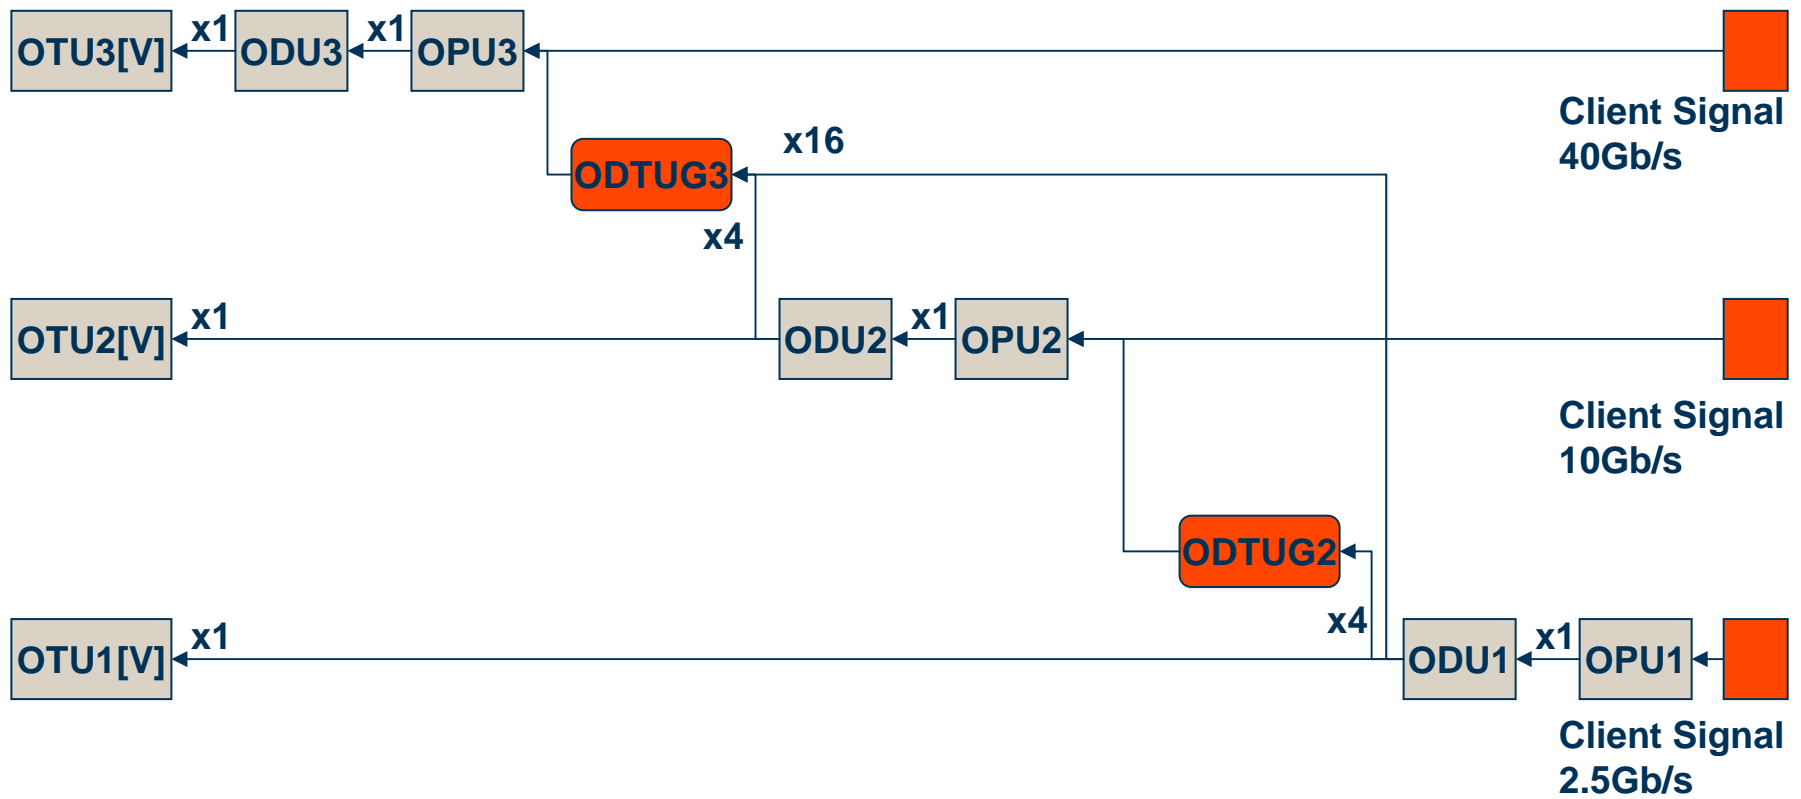 x1
x1
OTU3[V]
ODU3
OPU3
Client Signal
40Gb/s
x16
ODTUG3
x4
x1
x1
OTU2[V]
ODU2
OPU2
Client Signal
10Gb/s
ODTUG2
x4
x1
x1
OTU1[V]
ODU1
OPU1
Client Signal
2.5Gb/s